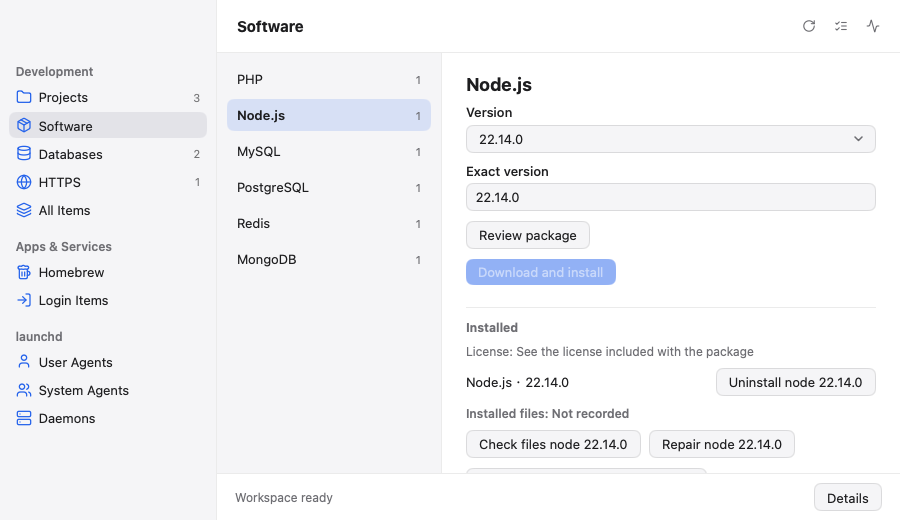 Software
Development
Projects 3
Software
Databases 2
HTTPS 1
All Items
Apps & Services
Homebrew
Login Items
launchd
User Agents
System Agents
Daemons
PHP 1
Node.js 1
MySQL 1
PostgreSQL 1
Redis 1
MongoDB 1
Node.js
Version
22.14.0
Exact version
22.14.0
Review package
Download and install
Installed
License: See the license included with the package
Node.js · 22.14.0
Uninstall node 22.14.0
Installed files: Not recorded
Check files node 22.14.0
Repair node 22.14.0
Workspace ready
Details